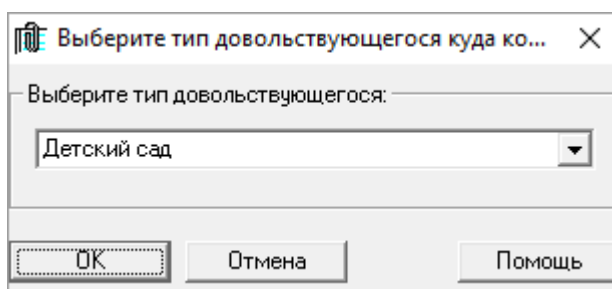 Выберите тип довольствующегося куда ко...
Выберите тип довольствующегося:
Детский сад
OK
Отмена
Помощь